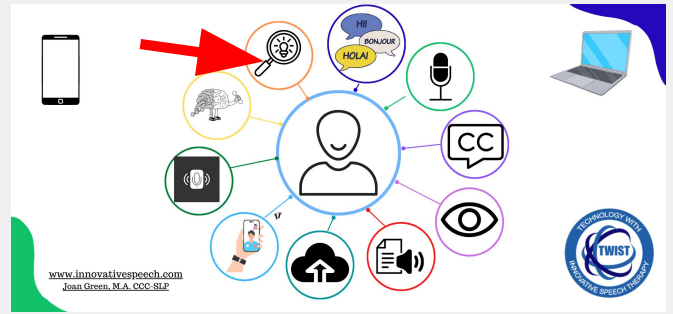 HI!
BONJOUR
HOLA!
CC
v
www.innovativespeech.com
Joan Green, M.A. CCC-SLP
TECHNOLOGY WITH
TWIST
INNOVATIVE SPEECH THERAPY